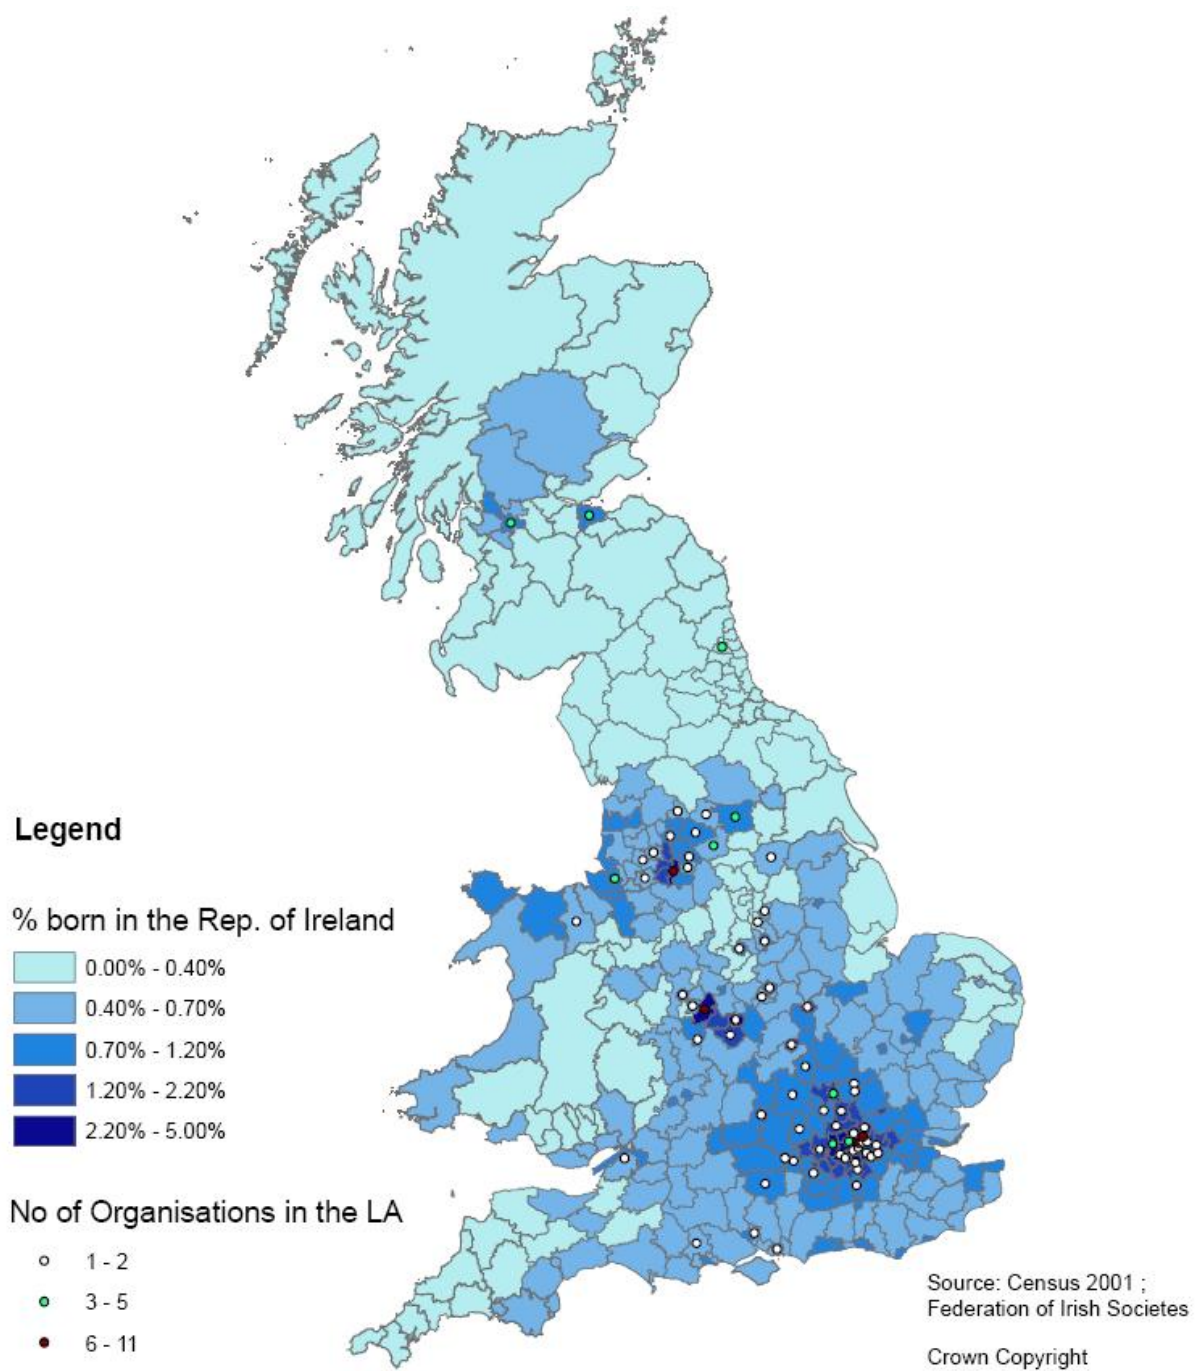 Legend
% born in the Rep. of Ireland
0.00% - 0.40%
0.40% - 0.70%
0.70% - 1.20%
1.20% - 2.20%
2.20% - 5.00%
No of Organisations in the LA
1 - 2
3 - 5
6 - 11
Source: Census 2001 ;
Federation of Irish Societes
Crown Copyright